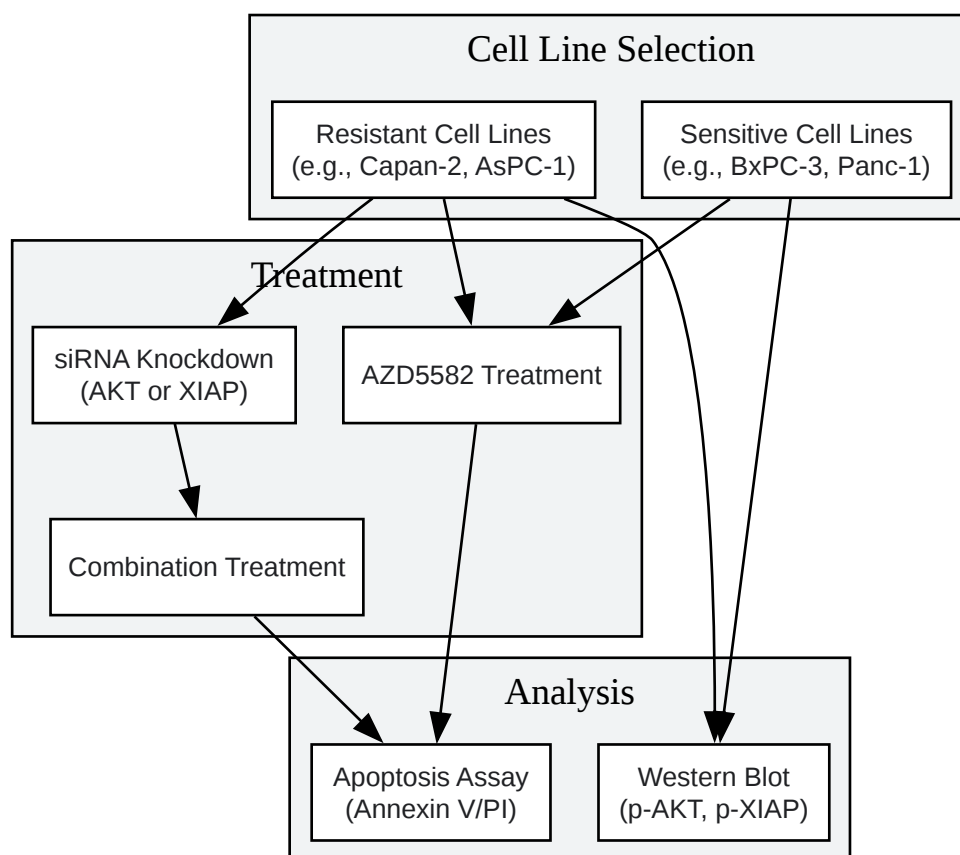 Cell Line Selection
Resistant Cell Lines
(e.g., Capan-2, AsPC-1)
Sensitive Cell Lines
(e.g., BxPC-3, Panc-1)
Treatment
siRNA Knockdown
(AKT or XIAP)
AZD5582 Treatment
Combination Treatment
Analysis
Apoptosis Assay
(Annexin V/PI)
Western Blot
(p-AKT, p-XIAP)